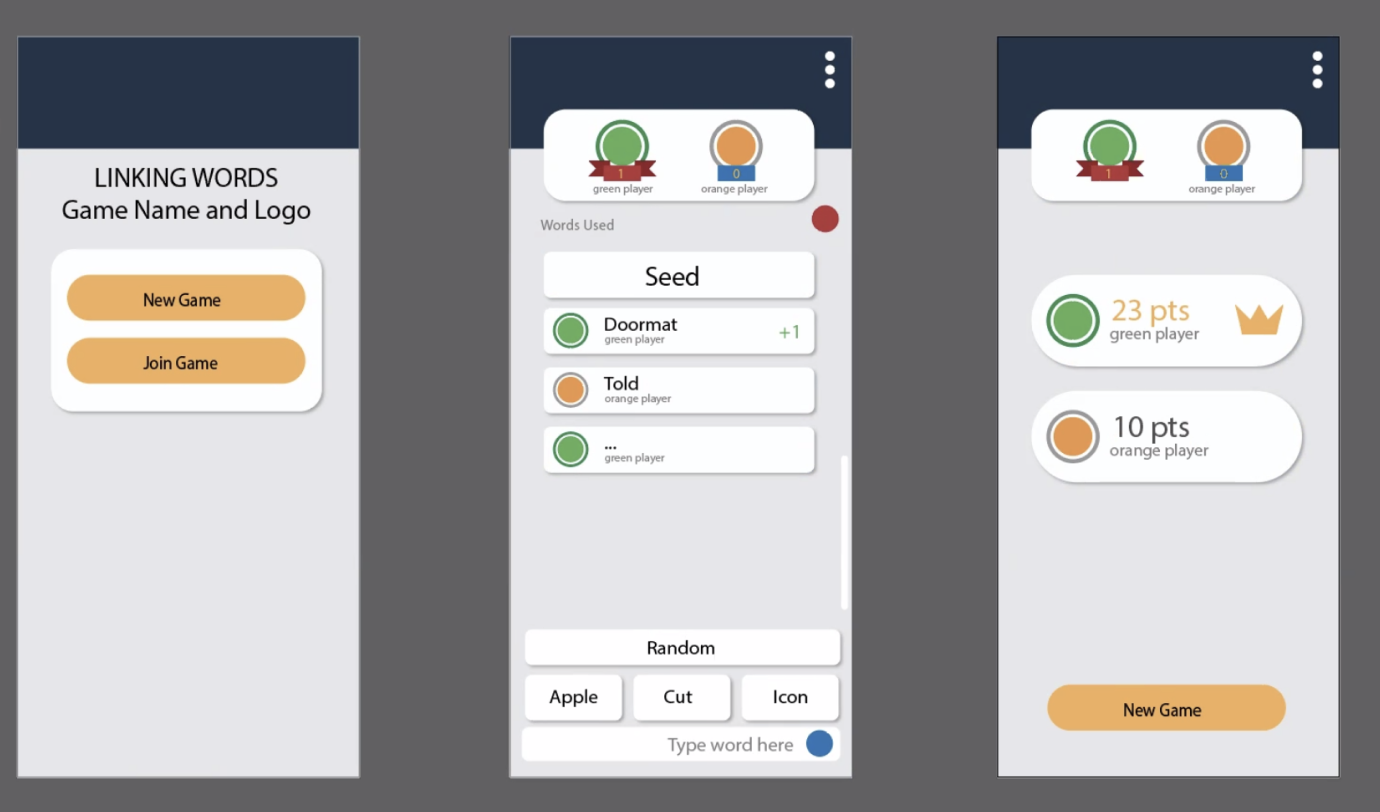 LINKING WORDS
Game Name and Logo
New Game
Join Game
1
0
green player
orange player
Words Used
Seed
Doormat
green player
+1
Told
orange player
...
green player
Random
Apple
Cut
Icon
Type word here
1
0
orange player
23 pts
green player
10 pts
orange player
New Game